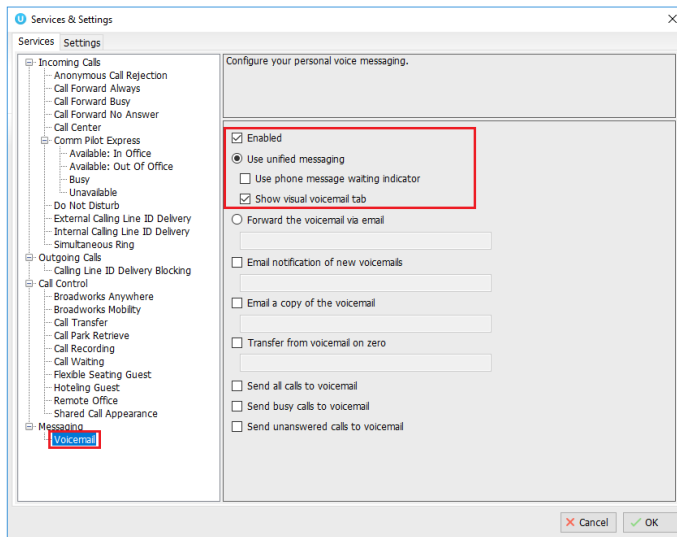 Services & Settings
Services Settings
Incoming Calls
Anonymous Call Rejection
Call Forward Always
Call Forward Busy
Call Forward No Answer
Call Center
Comm Pilot Express
Available: In Office
Available: Out Of Office
Busy
Unavailable
Do Not Disturb
External Calling Line ID Delivery
Internal Calling Line ID Delivery
Simultaneous Ring
Outgoing Calls
Calling Line ID Delivery Blocking
Call Control
Broadworks Anywhere
Broadworks Mobility
Call Transfer
Call Park Retrieve
Call Recording
Call Waiting
Flexible Seating Guest
Hoteling Guest
Remote Office
Shared Call Appearance
Messaging
Voicemail
Configure your personal voice messaging.
Enabled
Use unified messaging
Use phone message waiting indicator
Show visual voicemail tab
Forward the voicemail via email
Email notification of new voicemails
Email a copy of the voicemail
Transfer from voicemail on zero
Send all calls to voicemail
Send busy calls to voicemail
Send unanswered calls to voicemail
Cancel OK